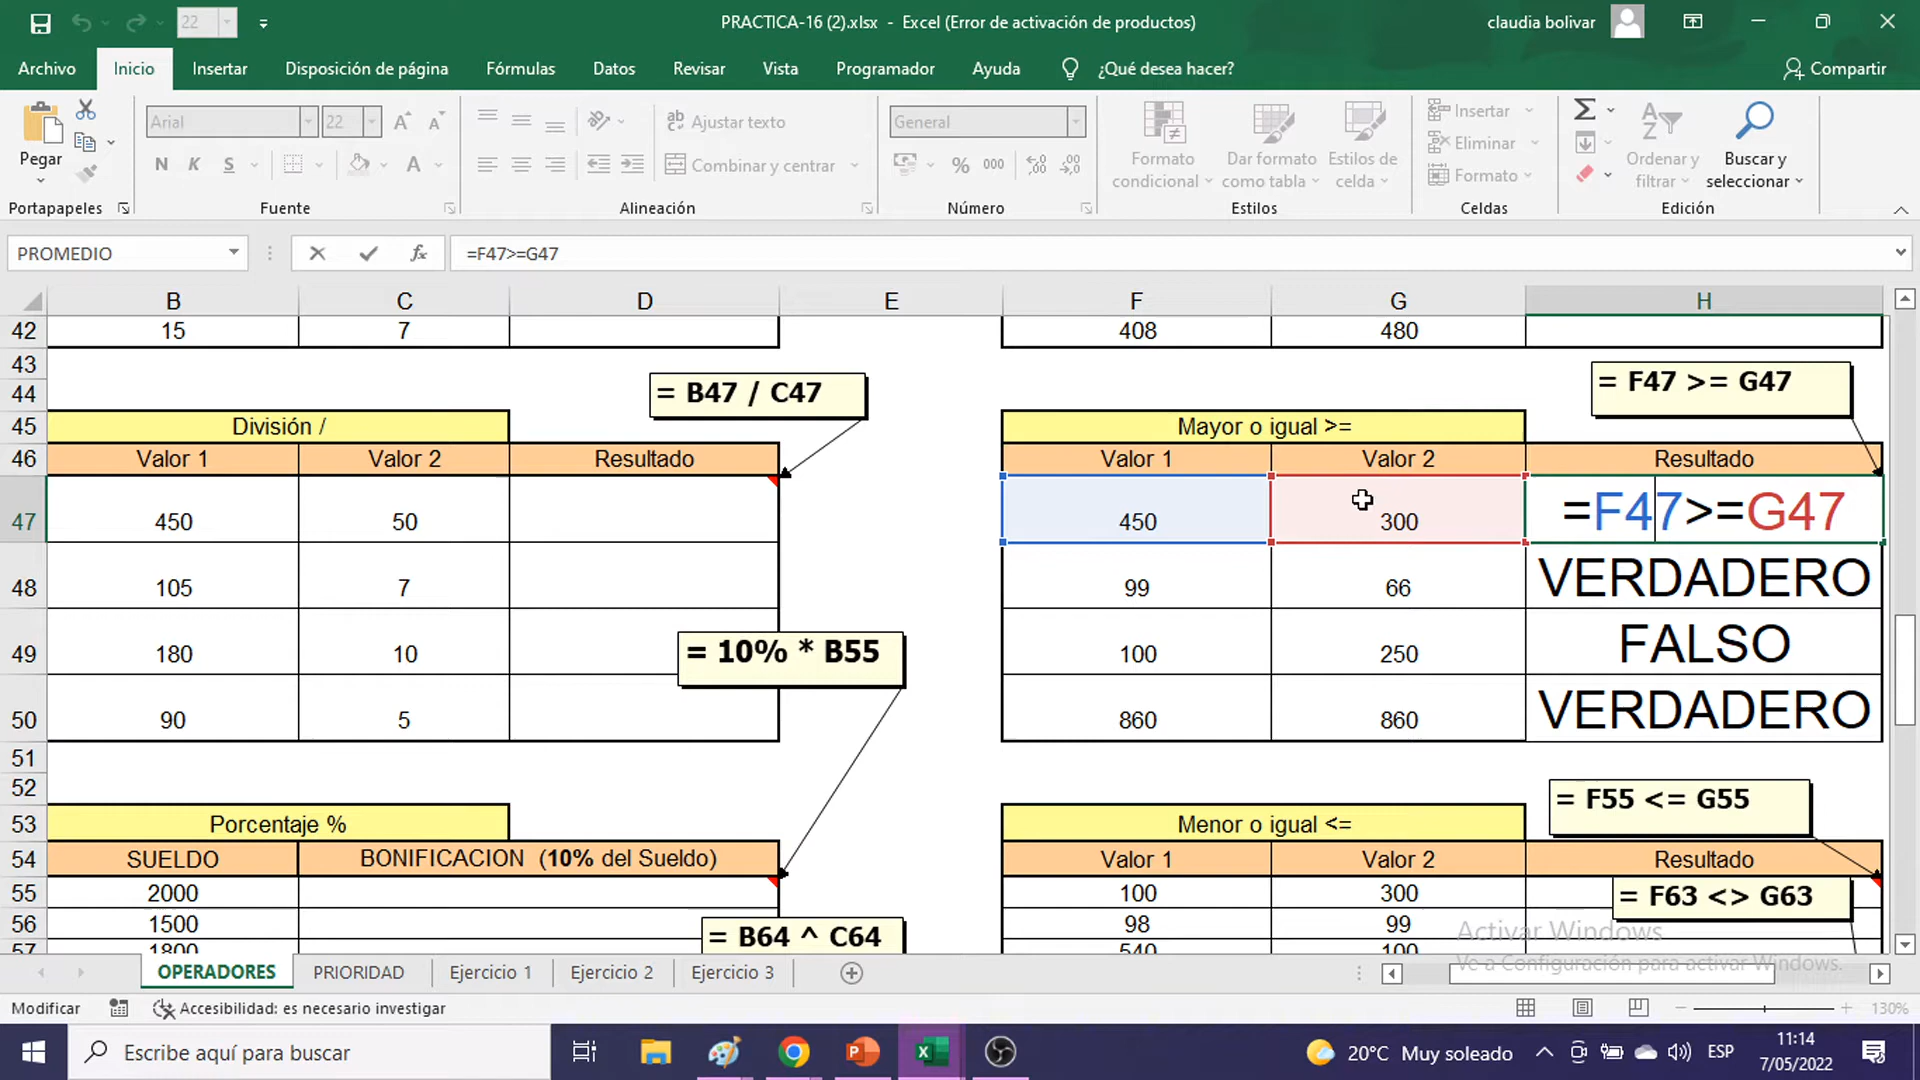 22
PRACTICA-16 (2).xlsx - Excel (Error de activación de productos)
claudia bolivar
Archivo
Inicio
Insertar
Disposición de página
Fórmulas
Datos
Revisar
Vista
Programador
Ayuda
¿Qué desea hacer?
Compartir
Pegar
Portapapeles
Arial
22
N K S
Fuente
Ajustar texto
Combinar y centrar
Alineación
General
% 000
Número
Formato condicional
Dar formato como tabla
Estilos de celda
Estilos
Insertar
Eliminar
Formato
Celdas
Ordenar y filtrar
Buscar y seleccionar
Edición
PROMEDIO
fx
=F47>=G47
B C D E F G H
42 15 7 408 480
43
44
= B47 / C47
= F47 >= G47
45 División / Mayor o igual >=
46 Valor 1 Valor 2 Resultado Valor 1 Valor 2 Resultado
47 450 50 450 300 =F47>=G47
48 105 7 99 66 VERDADERO
49 180 10 100 250 FALSO
= 10% * B55
50 90 5 860 860 VERDADERO
51
52
= F55 <= G55
53 Porcentaje % Menor o igual <=
54 SUELDO BONIFICACION (10% del Sueldo) Valor 1 Valor 2 Resultado
55 2000 100 300
= F63 <> G63
56 1500 98 99
= B64 ^ C64
57 1800 540 100
Activar Windows
Ve a Configuración para activar Windows.
OPERADORES
PRIORIDAD
Ejercicio 1
Ejercicio 2
Ejercicio 3
Modificar
Accesibilidad: es necesario investigar
130%
Escribe aquí para buscar
20°C Muy soleado
ESP
11:14
7/05/2022